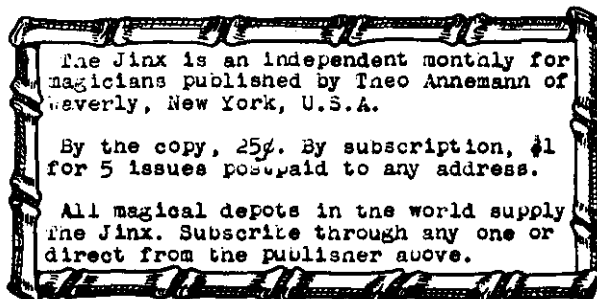 The Jinx is an independent monthly for
magicians published by Theo Annemann of
Waverly, New York, U.S.A.
By the copy, 25¢. By subscription, $1
for 5 issues postpaid to any address.
All magical depots in the world supply
The Jinx. Subscribe through any one or
direct from the publisher above.